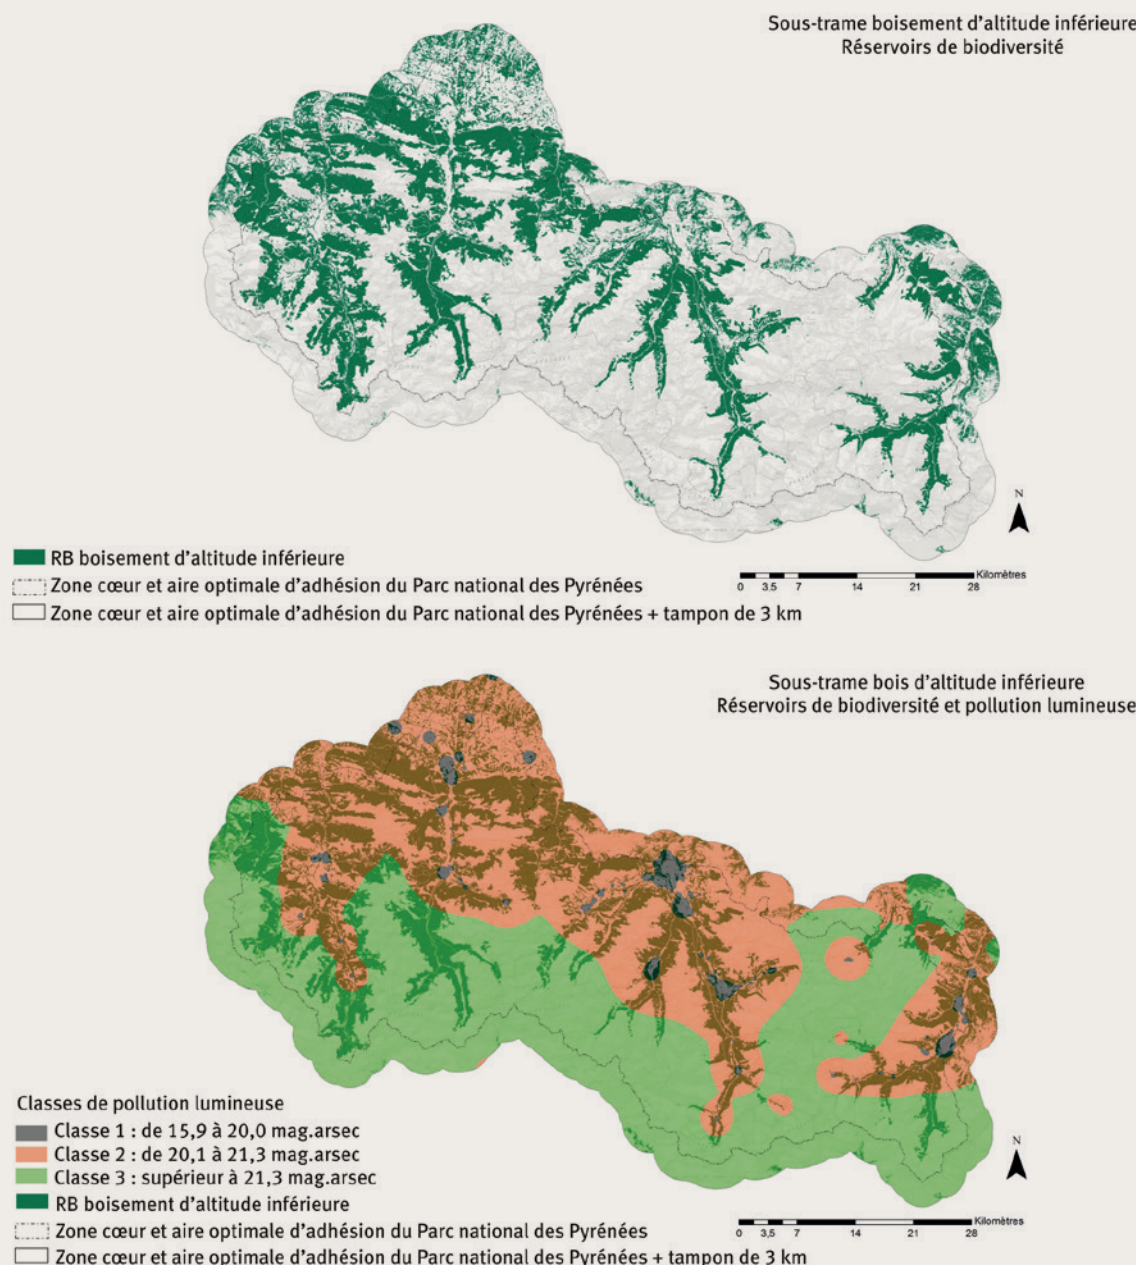 Sous-trame boisement d'altitude inférieure
Réservoirs de biodiversité
N
Kilomètres
0 3,5 7 14 21 28
RB boisement d'altitude inférieure
Zone cœur et aire optimale d'adhésion du Parc national des Pyrénées
Zone cœur et aire optimale d'adhésion du Parc national des Pyrénées + tampon de 3 km
Sous-trame bois d'altitude inférieure
Réservoirs de biodiversité et pollution lumineuse
Classes de pollution lumineuse
Classe 1 : de 15,9 à 20,0 mag.arsec
Classe 2 : de 20,1 à 21,3 mag.arsec
Classe 3 : supérieur à 21,3 mag.arsec
RB boisement d'altitude inférieure
Zone cœur et aire optimale d'adhésion du Parc national des Pyrénées
Zone cœur et aire optimale d'adhésion du Parc national des Pyrénées + tampon de 3 km
N
Kilomètres
0 3,5 7 14 21 28